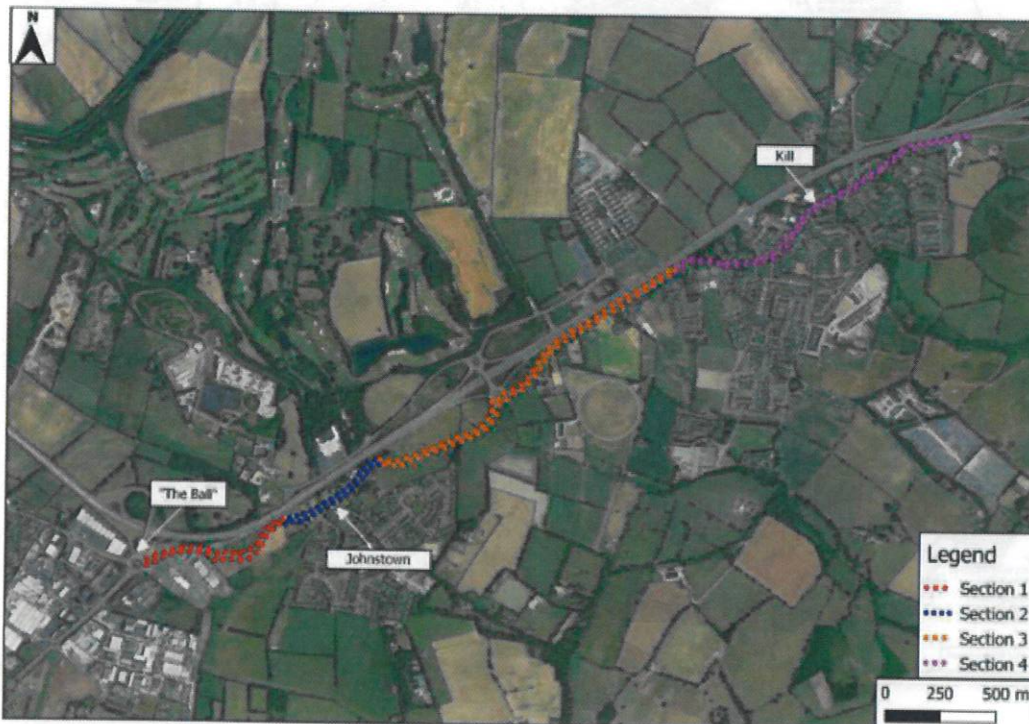 N
Kill
"The Ball"
Johnstown
Legend
Section 1
Section 2
Section 3
Section 4
0 250 500 m